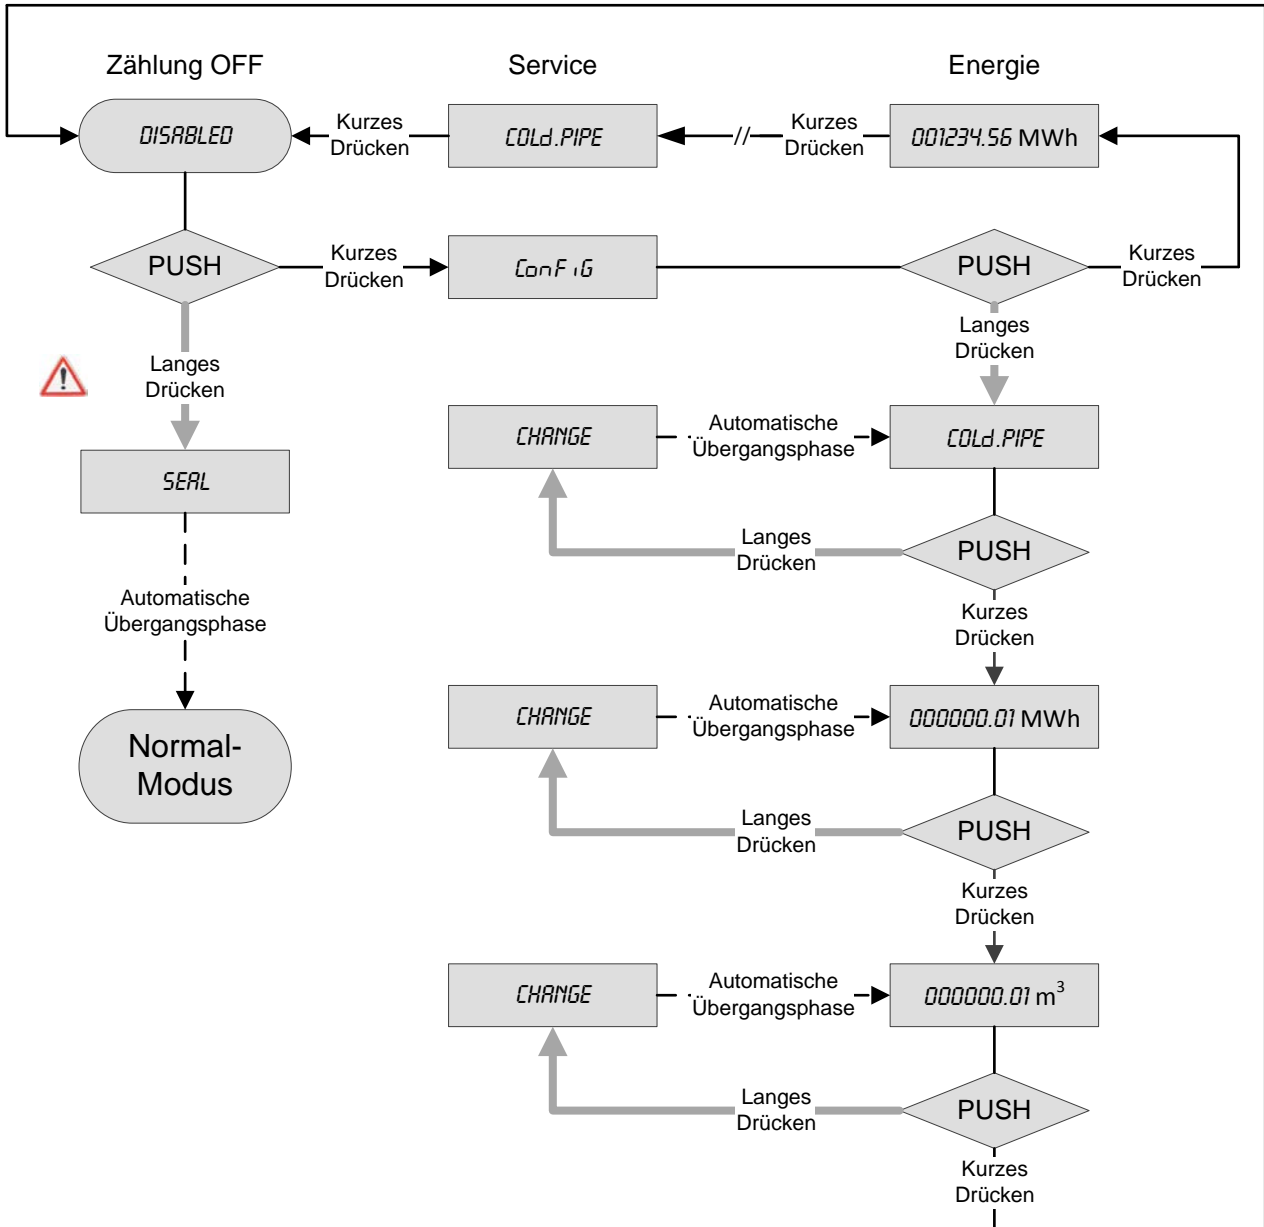 Zählung OFF
Service
Energie
DISABLED
Kurzes
Drücken
COLd.PIPE
//
Kurzes
Drücken
001234.56 MWh
PUSH
Kurzes
Drücken
ConFiG
PUSH
Kurzes
Drücken
Langes
Drücken
Langes
Drücken
CHANGE
Automatische
Übergangsphase
COLd.PIPE
SEAL
Langes
Drücken
PUSH
Automatische
Übergangsphase
Kurzes
Drücken
CHANGE
Automatische
Übergangsphase
000000.01 MWh
Normal-
Modus
Langes
Drücken
PUSH
Kurzes
Drücken
CHANGE
Automatische
Übergangsphase
000000.01 m³
Langes
Drücken
PUSH
Kurzes
Drücken